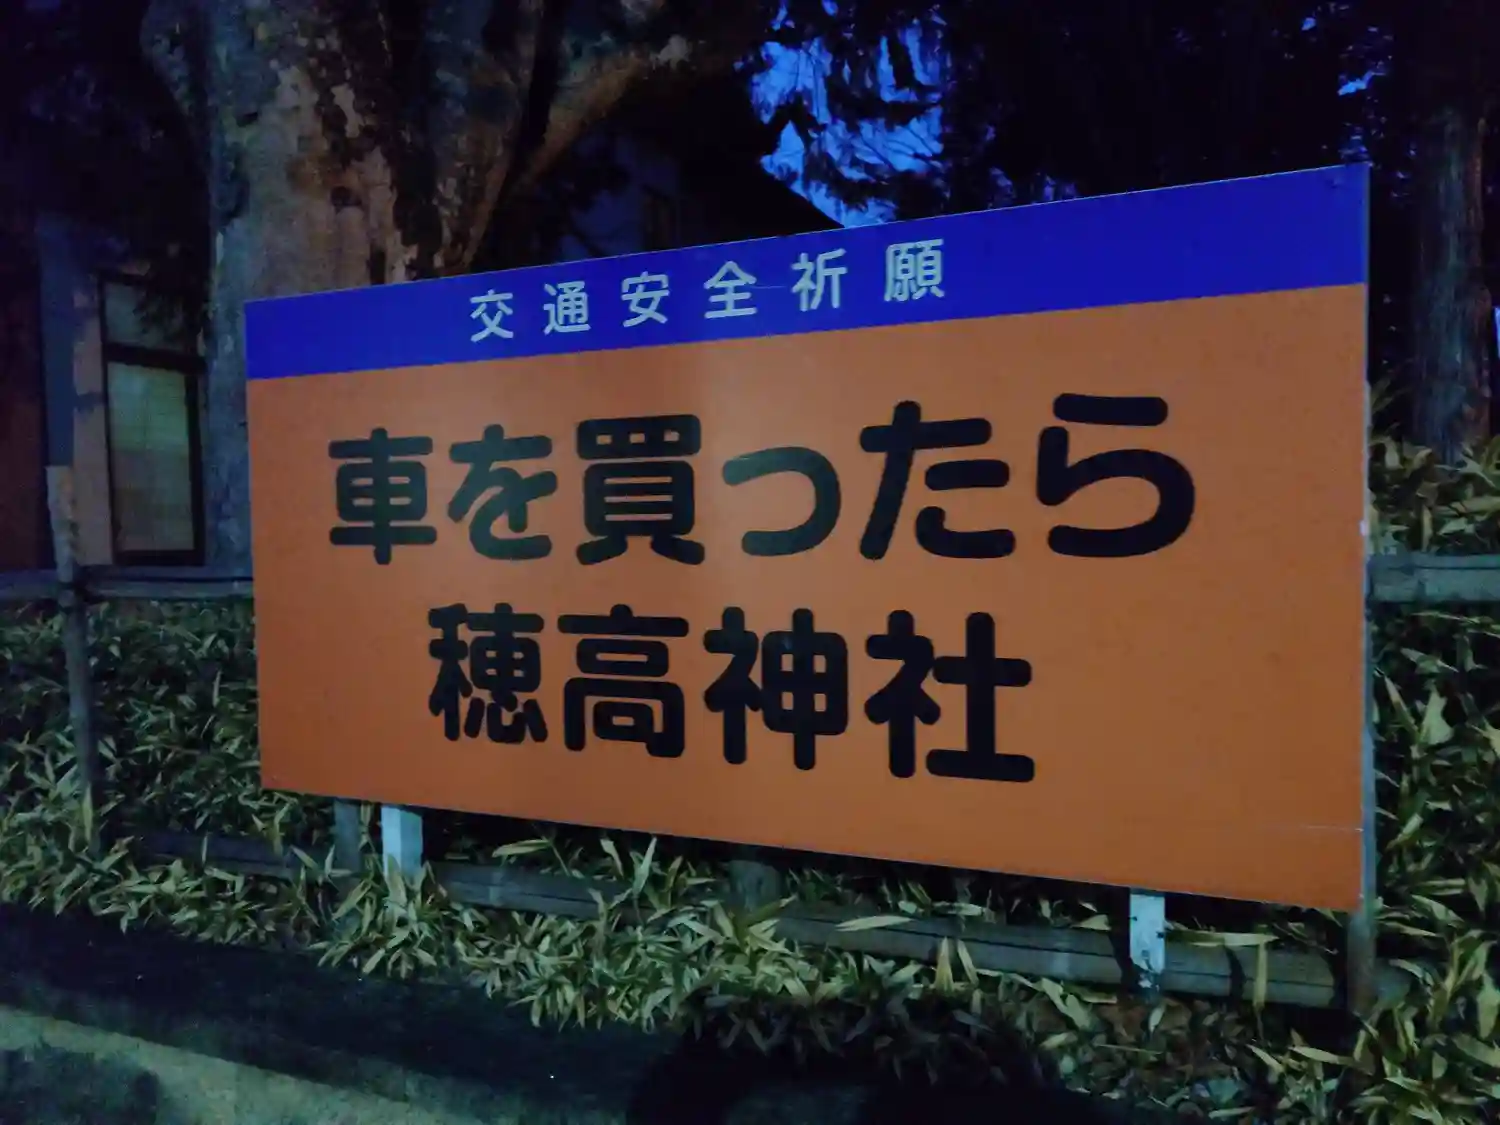 交通安全祈願
車を買ったら
穂高神社